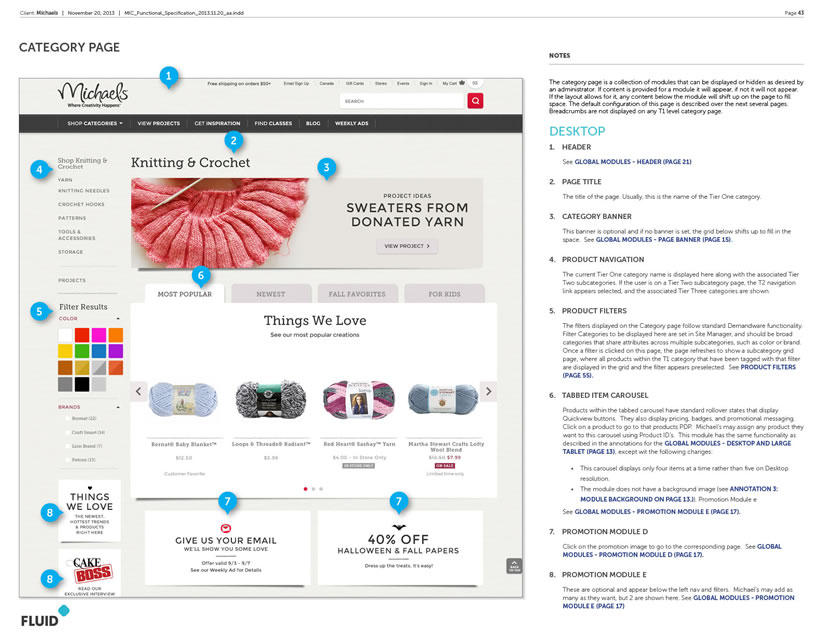 Client: Michaels | November 20, 2013 | MIC_Functional_Specification_2013.11.20_aa.indd
Page 43
CATEGORY PAGE
1
Michaels
Where Creativity Happens
Free shipping on orders $50+
Email Sign Up
Canada
Gift Cards
Stores
Events
Sign In
My Cart
SEARCH
SHOP CATEGORIES
VIEW PROJECTS
GET INSPIRATION
FIND CLASSES
BLOG
WEEKLY ADS
2
4
Shop Knitting &
Crochet
YARN
KNITTING NEEDLES
CROCHET HOOKS
PATTERNS
TOOLS &
ACCESSORIES
STORAGE
PROJECTS
Knitting & Crochet
3
PROJECT IDEAS
SWEATERS FROM
DONATED YARN
VIEW PROJECT >
5
Filter Results
COLOR
BRANDS
Bernat (22)
Craft Smart (14)
Lion Brand (7)
Patons (13)
6
MOST POPULAR
NEWEST
FALL FAVORITES
FOR KIDS
Things We Love
See our most popular creations
Bernat® Baby Blanket™
$12.50
Customer Favorite
Loops & Threads® Radiant™
$3.99
Red Heart® Sashay™ Yarn
$4.00 - In Store Only
IN STORE ONLY
Martha Stewart Crafts Lofty
Wool Blend
$12.50 $7.99
ON SALE
Limited time only
8
THINGS
WE LOVE
THE NEWEST,
HOTTEST TRENDS
& PRODUCTS
RIGHT HERE
8
CAKE
BOSS
READ OUR
EXCLUSIVE INTERVIEW
7
GIVE US YOUR EMAIL
WE'LL SHOW YOU SOME LOVE
Offer valid 9/3 - 9/7
See our Weekly Ad for Details
7
40% OFF
HALLOWEEN & FALL PAPERS
Dress up the treats, it's easy!
BACK
TO TOP
FLUID
NOTES
The category page is a collection of modules that can be displayed or hidden as desired by
an administrator. If content is provided for a module it will appear, if not it will not appear.
If the layout allows for it, any content below the module will shift up on the page to fill
space. The default configuration of this page is described over the next several pages.
Breadcrumbs are not displayed on any T1 level category page.
DESKTOP
1. HEADER
See GLOBAL MODULES - HEADER (PAGE 21)
2. PAGE TITLE
The title of the page. Usually, this is the name of the Tier One category.
3. CATEGORY BANNER
This banner is optional and if no banner is set, the grid below shifts up to fill in the
space. See GLOBAL MODULES - PAGE BANNER (PAGE 15).
4. PRODUCT NAVIGATION
The current Tier One category name is displayed here along with the associated Tier
Two subcategories. If the user is on a Tier Two subcategory page, the T2 navigation
link appears selected, and the associated Tier Three categories are shown.
5. PRODUCT FILTERS
The filters displayed on the Category page follow standard Demandware functionality.
Filter Categories to be displayed here are set in Site Manager, and should be broad
categories that share attributes across multiple subcategories, such as color or brand.
Once a filter is clicked on this page, the page refreshes to show a subcategory grid
page, where all products within the T1 category that have been tagged with that filter
are displayed in the grid and the filter appears preselected. See PRODUCT FILTERS
(PAGE 55).
6. TABBED ITEM CAROUSEL
Products within the tabbed carousel have standard rollover states that display
Quickview buttons. They also display pricing, badges, and promotional messaging.
Click on a product to go to that products PDP. Michael's may assign any product they
want to this carousel using Product ID's. This module has the same functionality as
described in the annotations for the GLOBAL MODULES - DESKTOP AND LARGE
TABLET (PAGE 13), except wit the following changes:
• This carousel displays only four items at a time rather than five on Desktop
resolution.
• The module does not have a background image (see ANNOTATION 3:
MODULE BACKGROUND ON PAGE 13.)). Promotion Module e
See GLOBAL MODULES - PROMOTION MODULE E (PAGE 17).
7. PROMOTION MODULE D
Click on the promotion image to go to the corresponding page. See GLOBAL
MODULES - PROMOTION MODULE D (PAGE 17).
8. PROMOTION MODULE E
These are optional and appear below the left nav and filters. Michael's may add as
many as they want, but 2 are shown here. See GLOBAL MODULES - PROMOTION
MODULE E (PAGE 17)